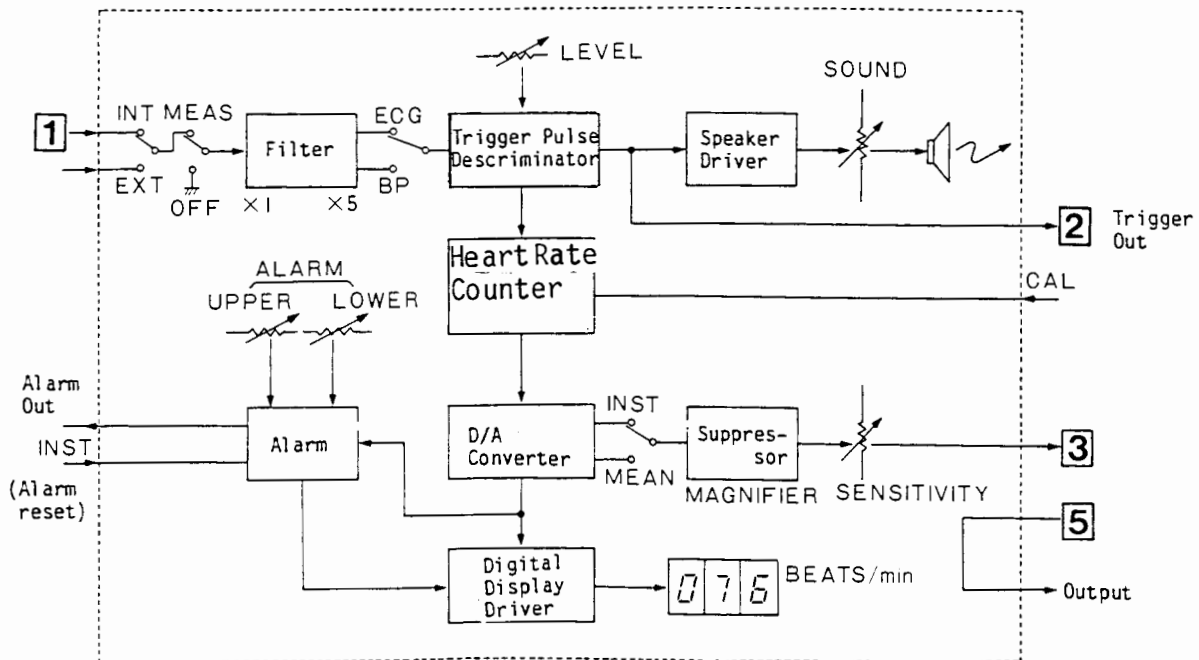 LEVEL
SOUND
1
INT MEAS
ECG
Filter
Trigger Pulse
Descriminator
Speaker
Driver
EXT
OFF
×1
×5
BP
2
Trigger
Out
Heart Rate
Counter
CAL
ALARM
UPPER
LOWER
Alarm
Out
INST
(Alarm
reset)
Alarm
D/A
Converter
INST
MEAN
Suppres-
sor
MAGNIFIER
SENSITIVITY
3
5
Digital
Display
Driver
076
BEATS/min
Output